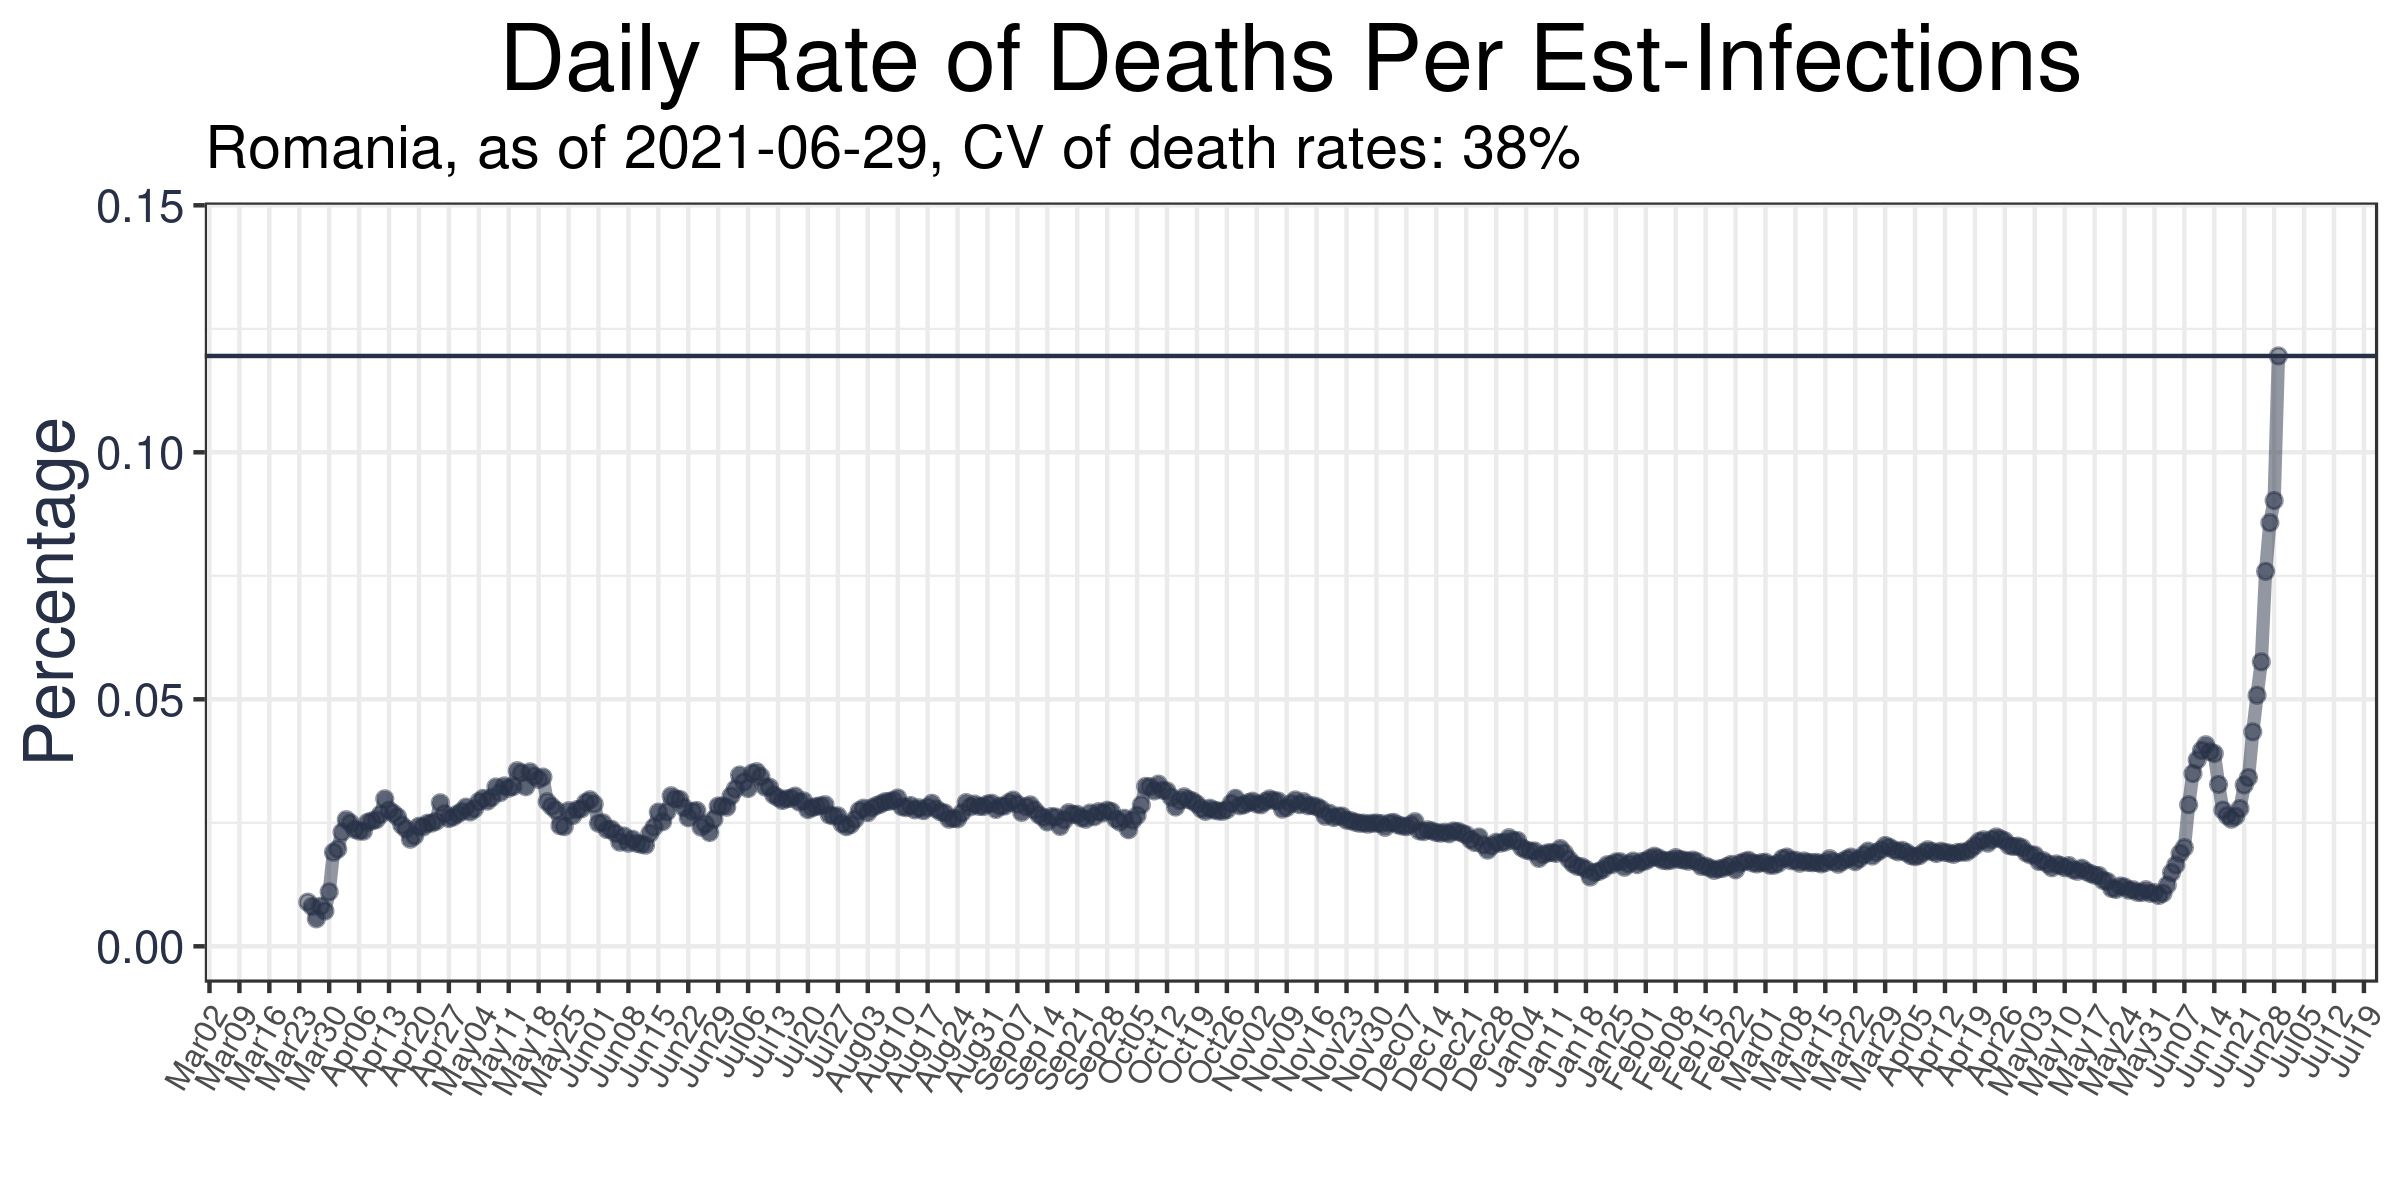 Daily Rate of Deaths Per Est-Infections
Romania, as of 2021-06-29, CV of death rates: 38%
Percentage
0.15
0.10
0.05
0.00
Mar02
Mar09
Mar16
Mar23
Mar30
Apr06
Apr13
Apr20
Apr27
May04
May11
May18
May25
Jun01
Jun08
Jun15
Jun22
Jun29
Jul06
Jul13
Jul20
Jul27
Aug03
Aug10
Aug17
Aug24
Aug31
Sep07
Sep14
Sep21
Sep28
Oct05
Oct12
Oct19
Oct26
Nov02
Nov09
Nov16
Nov23
Nov30
Dec07
Dec14
Dec21
Dec28
Jan04
Jan11
Jan18
Jan25
Feb01
Feb08
Feb15
Feb22
Mar01
Mar08
Mar15
Mar22
Mar29
Apr05
Apr12
Apr19
Apr26
May03
May10
May17
May24
May31
Jun07
Jun14
Jun21
Jun28
Jul05
Jul12
Jul19